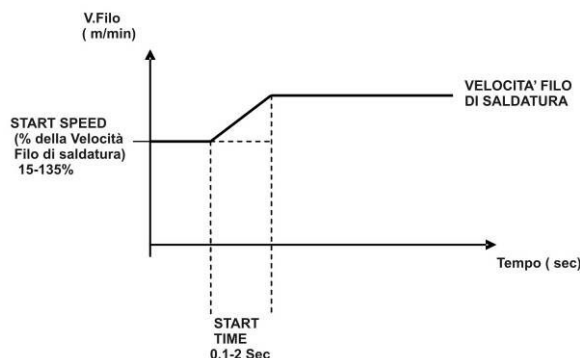 V.Filo
( m/min)
VELOCITA' FILO
DI SALDATURA
START SPEED
(% della Velocità
Filo di saldatura)
15-135%
Tempo ( sec)
START
TIME
0,1-2 Sec